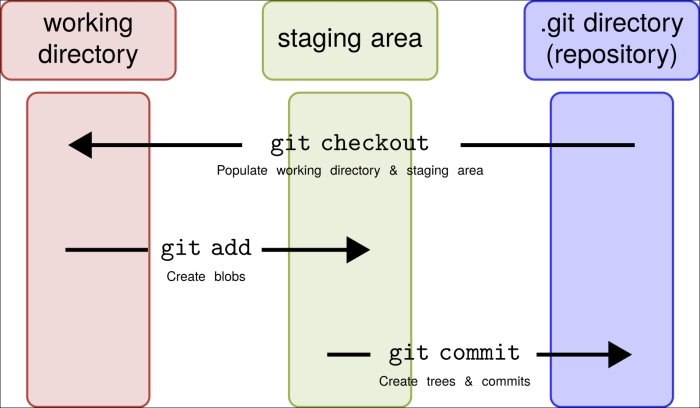 working
directory
staging area
.git directory
(repository)
git checkout
Populate working directory & staging area
git add
Create blobs
git commit
Create trees & commits